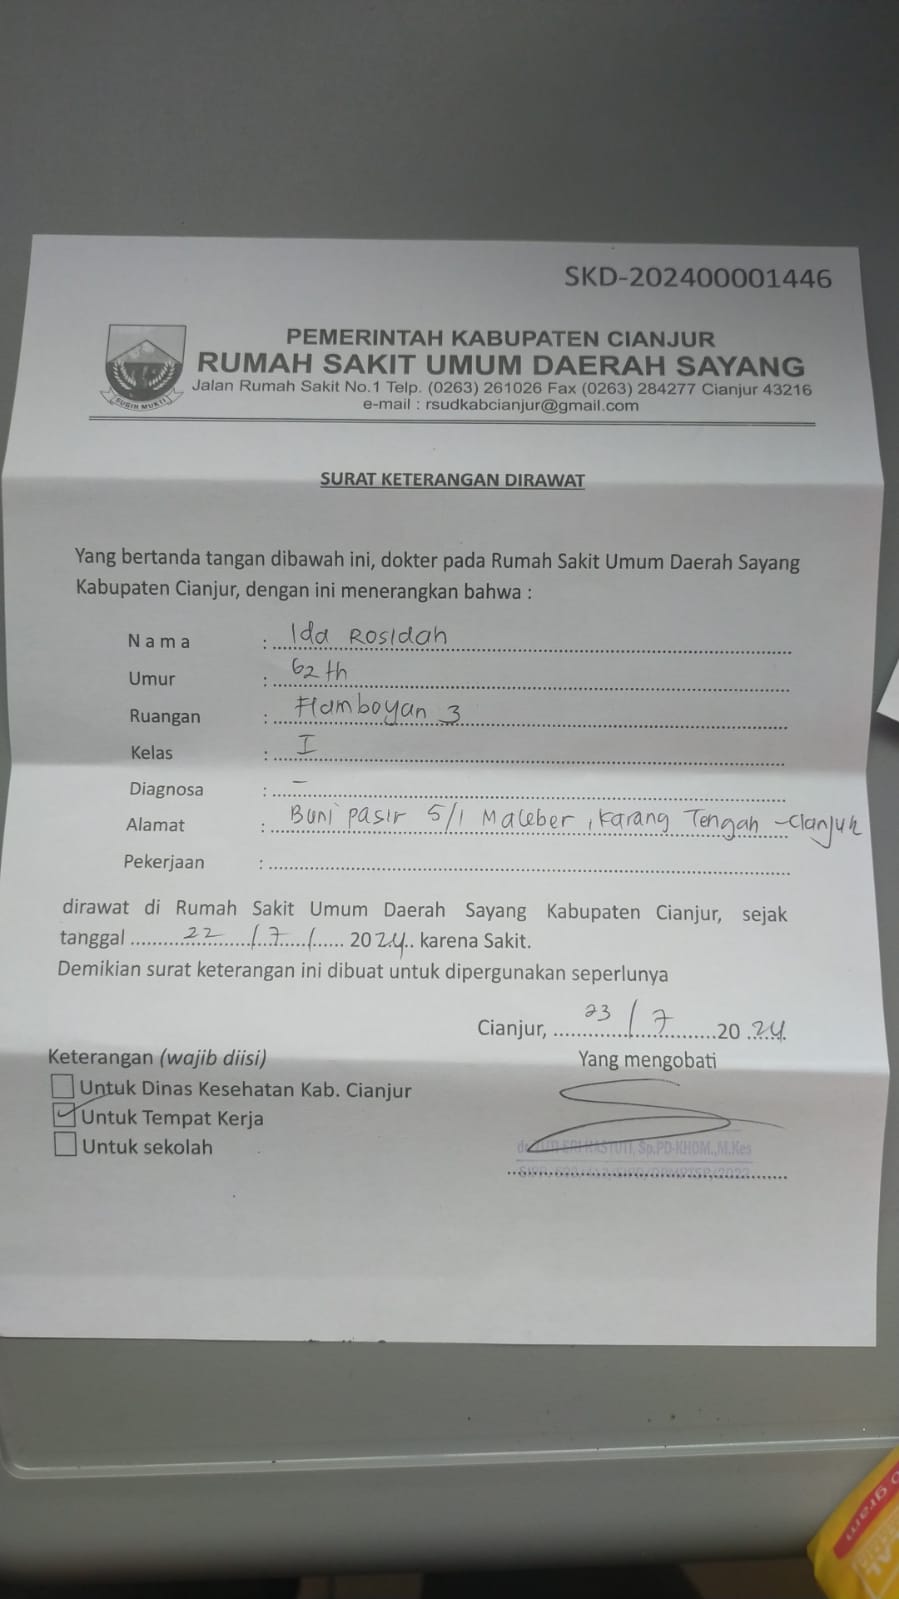 SKD-202400001446
PEMERINTAH KABUPATEN CIANJUR
RUMAH SAKIT UMUM DAERAH SAYANG
Jalan Rumah Sakit No.1 Telp. (0263) 261026 Fax (0263) 284277 Cianjur 43216
e-mail : rsudkabcianjur@gmail.com
SUGIH MUKTI
SURAT KETERANGAN DIRAWAT
Yang bertanda tangan dibawah ini, dokter pada Rumah Sakit Umum Daerah Sayang
Kabupaten Cianjur, dengan ini menerangkan bahwa :
N a m a : Ida Rosidah
Umur : 62 th
Ruangan : Flamboyan 3
Kelas : I
Diagnosa : –
Alamat : Buni pasir 5/1 Maleber, Karang Tengah - Cianjur
Pekerjaan :
dirawat di Rumah Sakit Umum Daerah Sayang Kabupaten Cianjur, sejak
tanggal 22 / 7 / 2024 karena Sakit.
Demikian surat keterangan ini dibuat untuk dipergunakan seperlunya
Cianjur, 23 / 7 20 24
Keterangan (wajib diisi)
Yang mengobati
Untuk Dinas Kesehatan Kab. Cianjur
Untuk Tempat Kerja
Untuk sekolah
HASTUTI, Sp.PD-KHOM.,M.Kes
gram